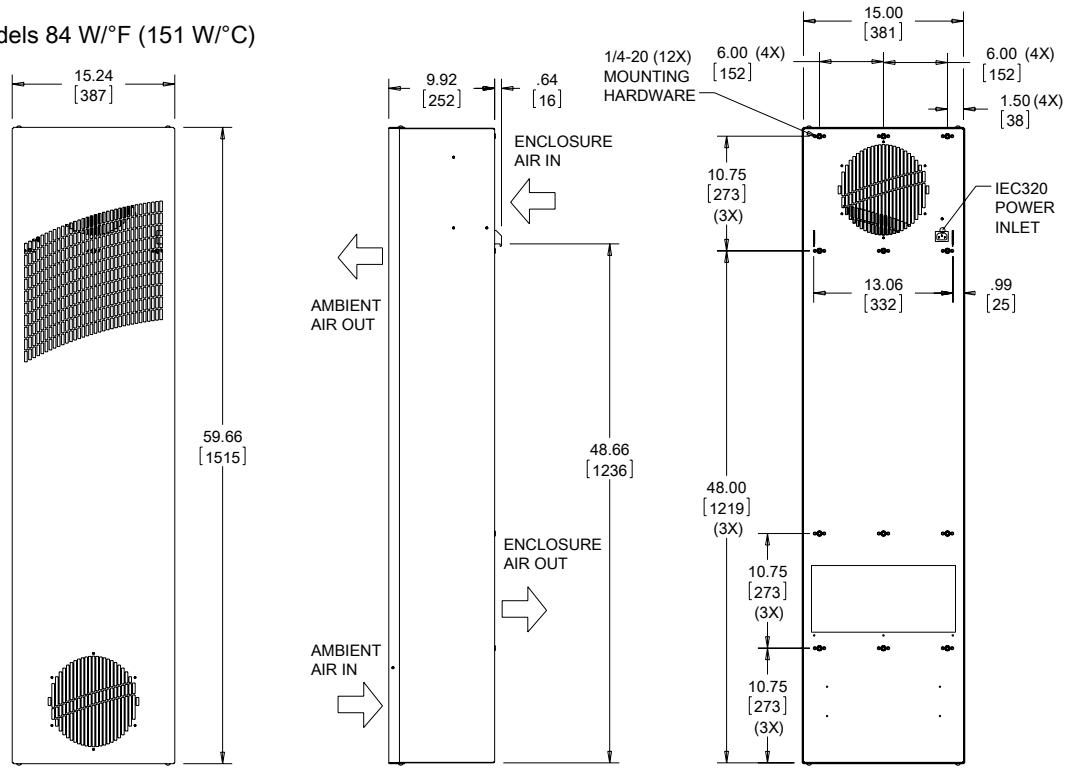 dels 84 W/°F (151 W/°C)
15.24
[387]
59.66
[1515]
9.92
[252]
.64
[16]
ENCLOSURE
AIR IN
AMBIENT
AIR OUT
48.66
[1236]
ENCLOSURE
AIR OUT
AMBIENT
AIR IN
15.00
[381]
1/4-20 (12X)
MOUNTING
HARDWARE
6.00 (4X)
[152]
6.00 (4X)
[152]
1.50 (4X)
[38]
10.75
[273]
(3X)
IEC320
POWER
INLET
13.06
[332]
.99
[25]
48.00
[1219]
(3X)
10.75
[273]
(3X)
10.75
[273]
(3X)